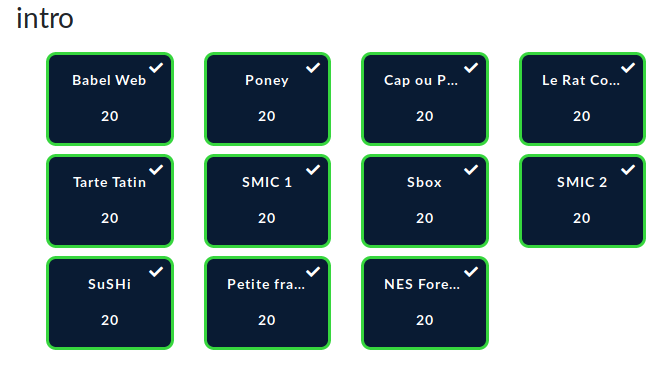 intro
Babel Web
Poney
Cap ou P...
Le Rat Co...
20
20
20
20
Tarte Tatin
SMIC 1
Sbox
SMIC 2
20
20
20
20
SuSHi
Petite fra...
NES Fore...
20
20
20